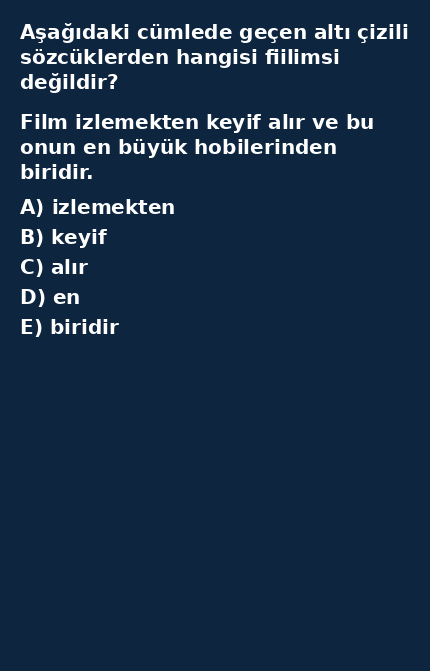 Aşağıdaki cümlede geçen altı çizili
sözcüklerden hangisi fiilimsi
değildir?
Film izlemekten keyif alır ve bu
onun en büyük hobilerinden
biridir.
A) izlemekten
B) keyif
C) alır
D) en
E) biridir